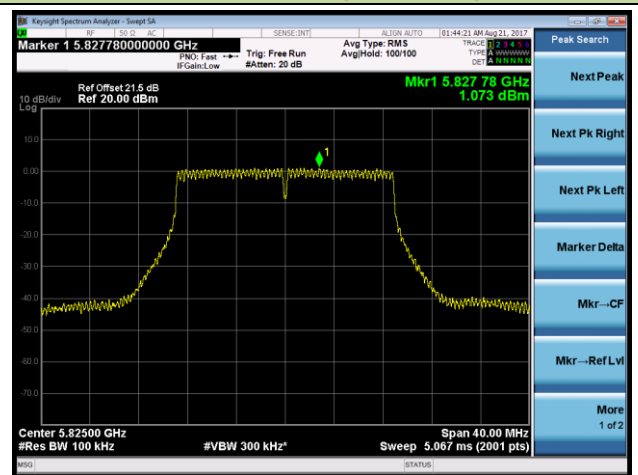 Keysight Spectrum Analyzer - Swept SA
RF 50 Ω AC SENSE:INT ALIGN AUTO 01:44:21 AM Aug 21, 2017
Marker 1 5.827780000000 GHz
PNO: Fast
IFGain:Low
Trig: Free Run
#Atten: 20 dB
Avg Type: RMS
Avg|Hold: 100/100
TRACE 1 2 3 4 5 6
TYPE A WWWWW
DET A N N N N N
Peak Search
Mkr1 5.827 78 GHz
1.073 dBm
Ref Offset 21.5 dB
10 dB/div Ref 20.00 dBm
Log
1
10.0
0.00
-10.0
-20.0
-30.0
-40.0
-50.0
-60.0
-70.0
Next Peak
Next Pk Right
Next Pk Left
Marker Delta
Mkr→CF
Mkr→Ref Lvl
More
1 of 2
Center 5.82500 GHz Span 40.00 MHz
#Res BW 100 kHz #VBW 300 kHz* Sweep 5.067 ms (2001 pts)
MSG STATUS